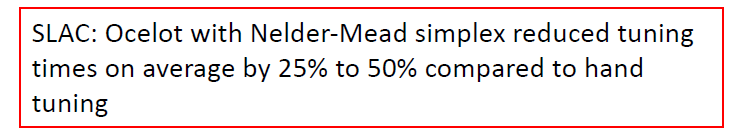 SLAC: Ocelot with Nelder-Mead simplex reduced tuning
times on average by 25% to 50% compared to hand
tuning